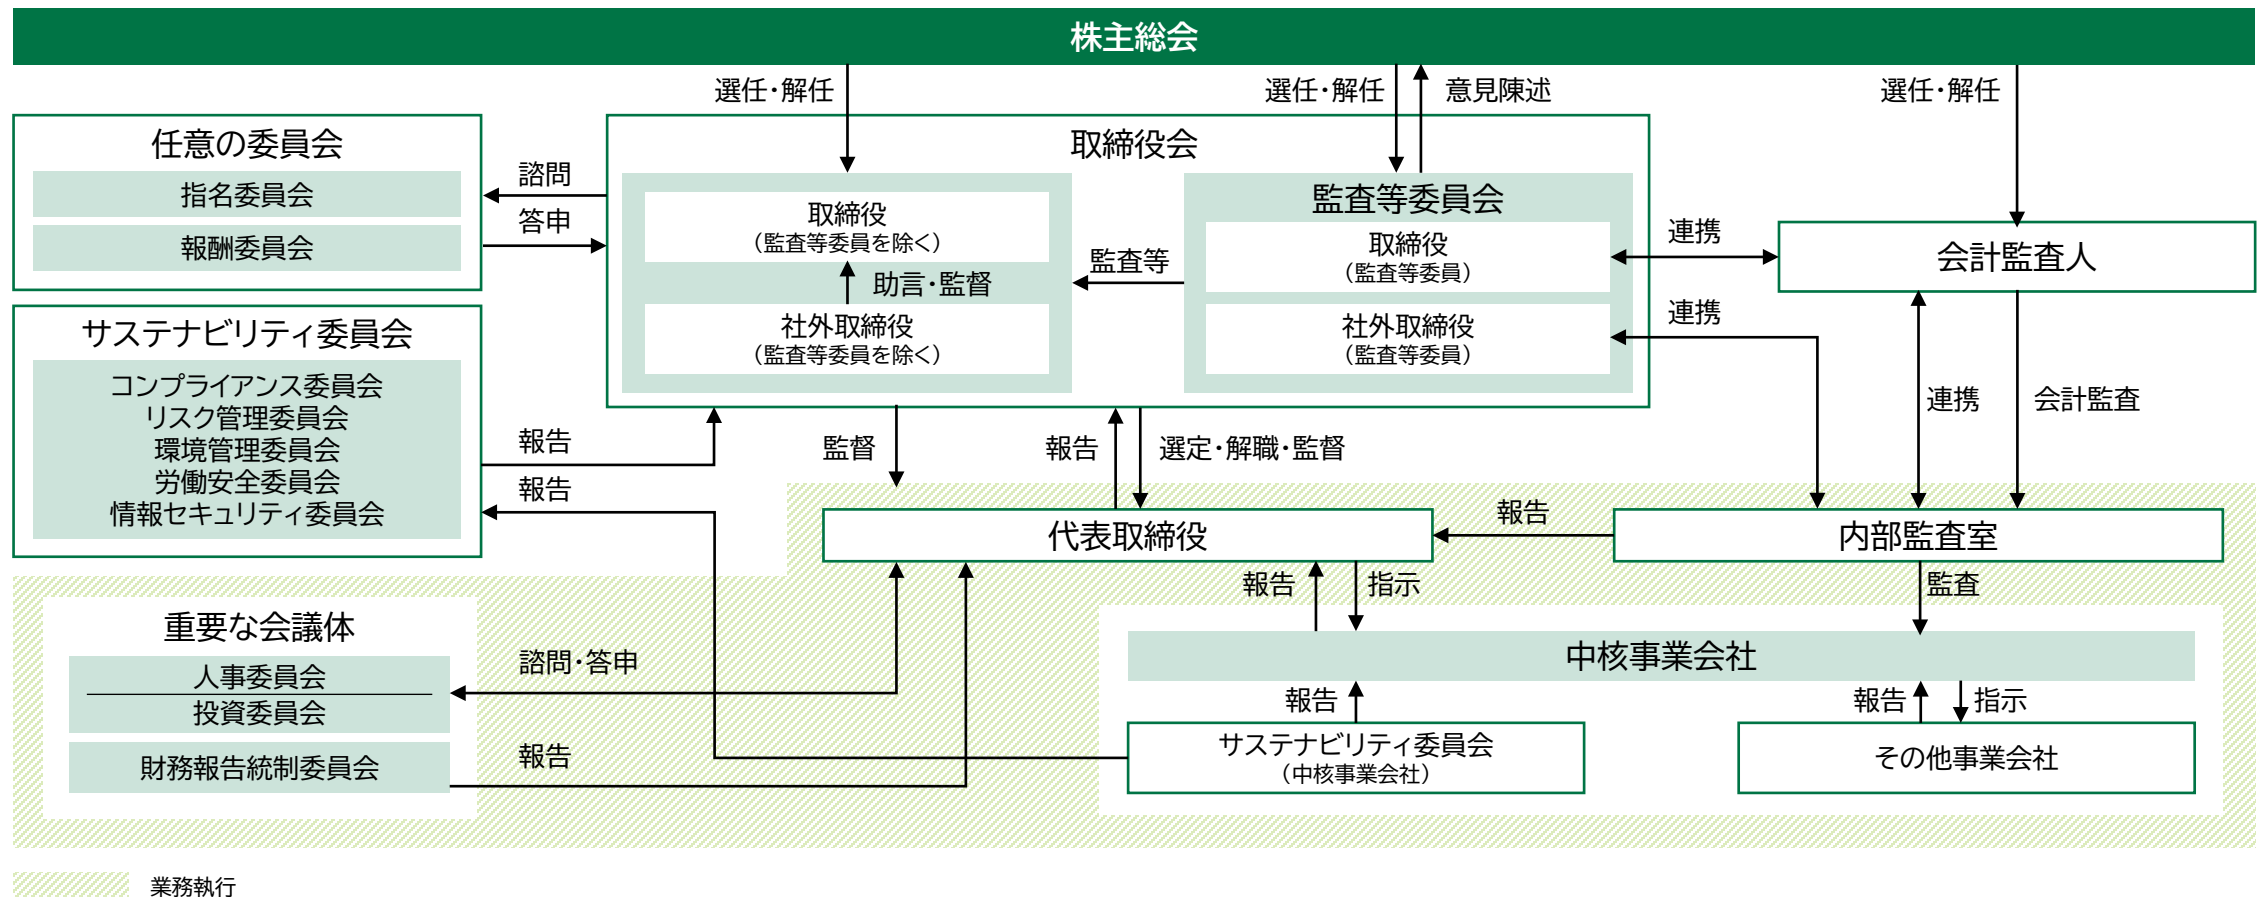 株主総会
選任・解任
選任・解任
意見陳述
選任・解任
任意の委員会
指名委員会
報酬委員会
諮問
答申
取締役会
取締役
（監査等委員を除く）
助言・監督
社外取締役
（監査等委員を除く）
監査等
監査等委員会
取締役
（監査等委員）
社外取締役
（監査等委員）
連携
連携
会計監査人
連携
会計監査
サステナビリティ委員会
コンプライアンス委員会
リスク管理委員会
環境管理委員会
労働安全委員会
情報セキュリティ委員会
報告
報告
監督
報告
選定・解職・監督
代表取締役
報告
内部監査室
報告
指示
監査
重要な会議体
人事委員会
投資委員会
財務報告統制委員会
諮問・答申
報告
中核事業会社
報告
報告
指示
サステナビリティ委員会
（中核事業会社）
その他事業会社
業務執行